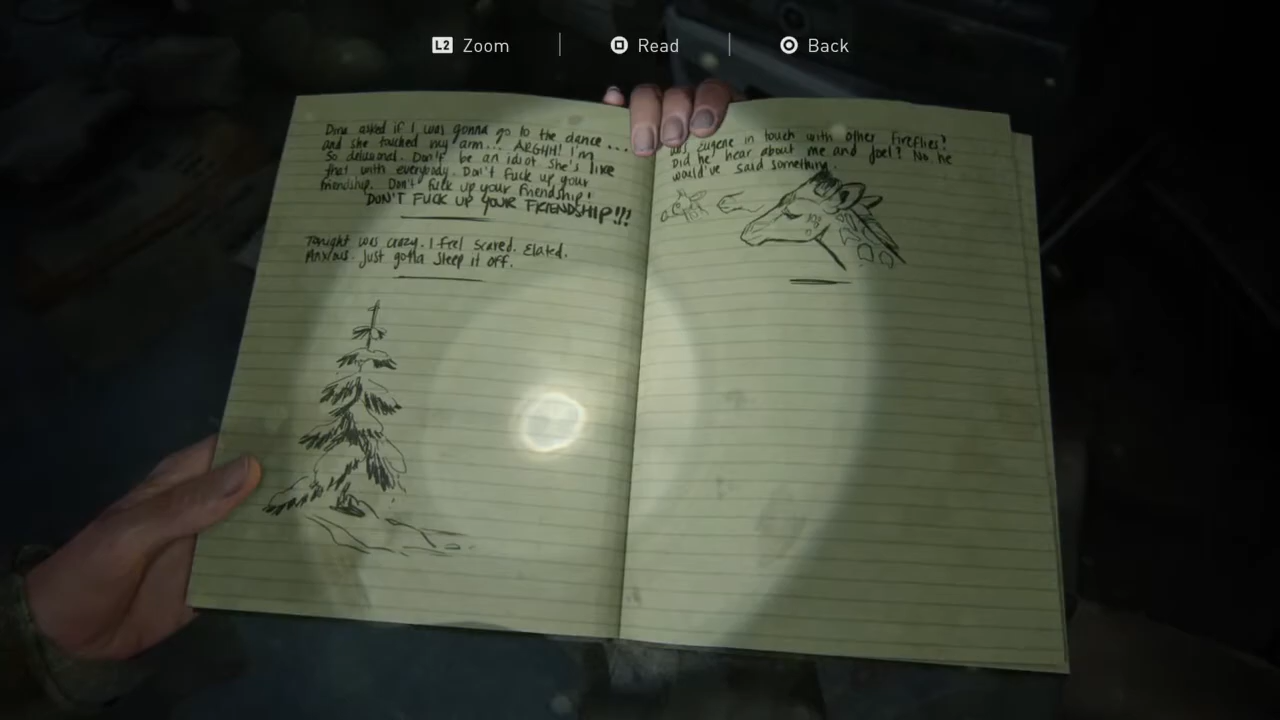 L2 Zoom | Read | Back
Dina asked if I was gonna go to the dance ...
and she touched my arm... ARGHH! I'm
so delusional. Don't be an idiot. She's like
that with everybody. Don't fuck up your
friendship. Don't fuck up your friendship!
DON'T FUCK UP YOUR FRIENDSHIP!!!
Tonight was crazy. I feel scared. Elated.
Anxious. Just gotta sleep it off.
Was Eugene in touch with other Fireflies?
Did he hear about me and Joel? No. he
would've said something.